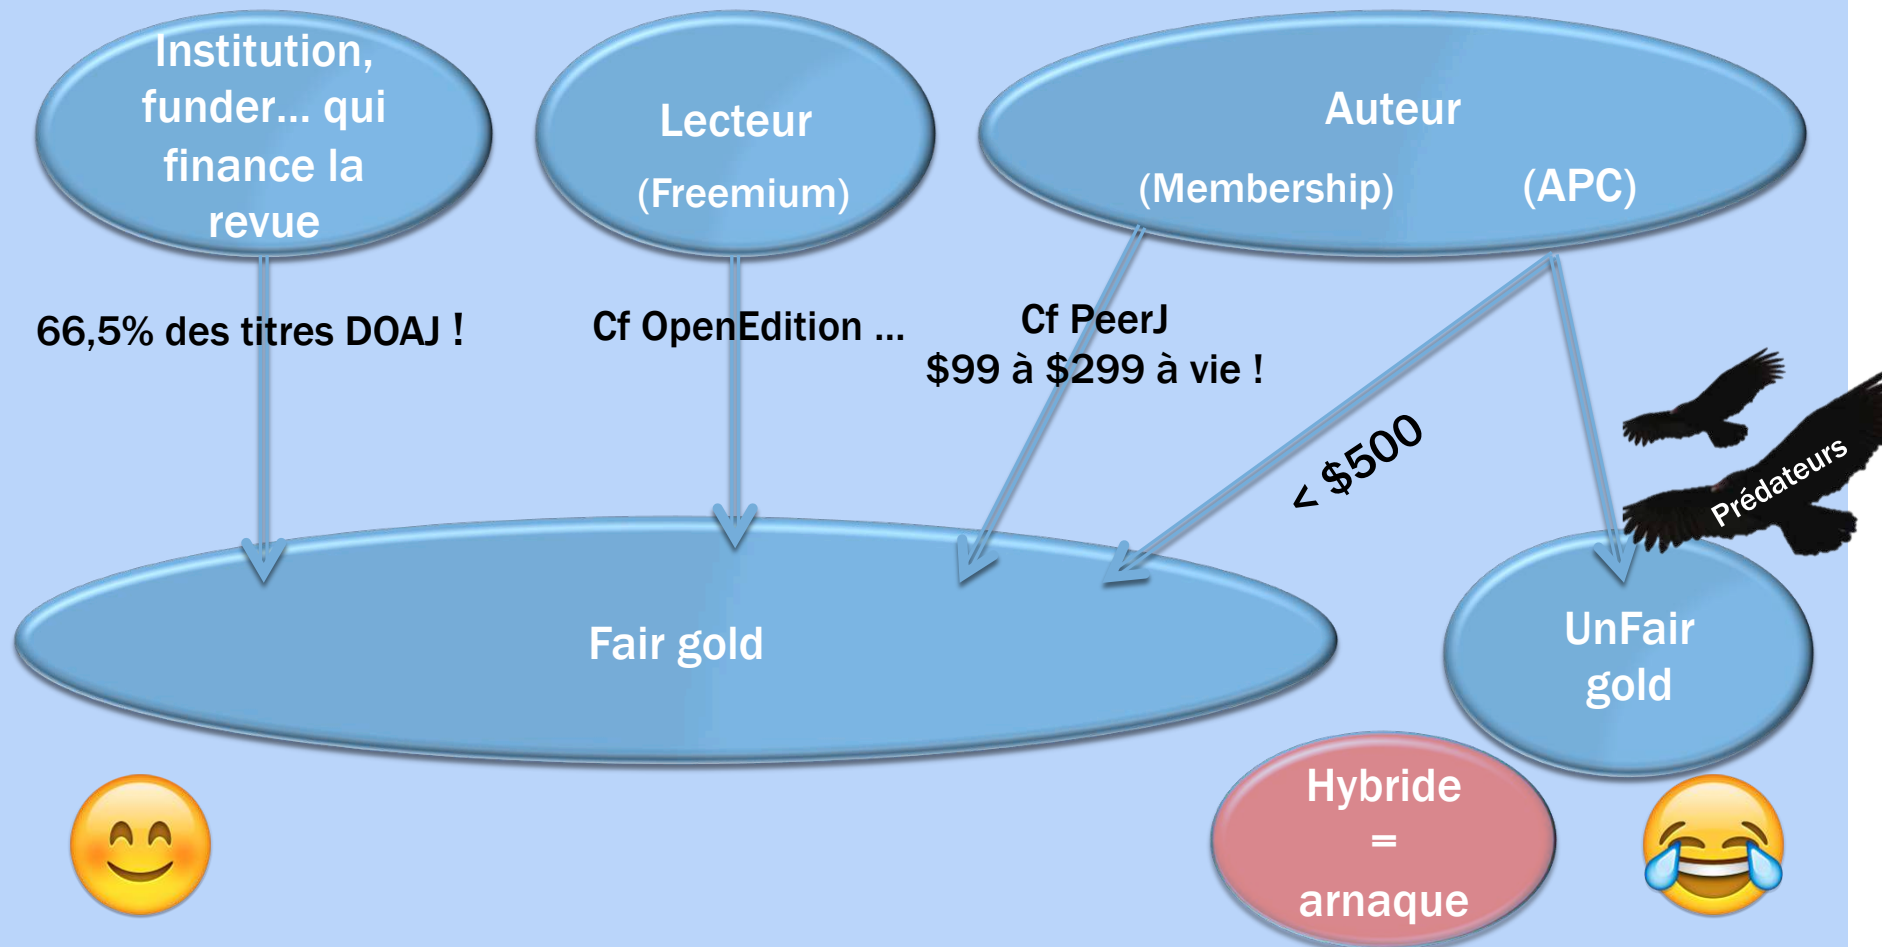 Institution,
funder... qui
finance la
revue
Lecteur
(Freemium)
Auteur
(Membership) (APC)
66,5% des titres DOAJ !
Cf OpenEdition ...
Cf PeerJ
$99 à $299 à vie !
< $500
Prédateurs
Fair gold
UnFair
gold
Hybride
=
arnaque